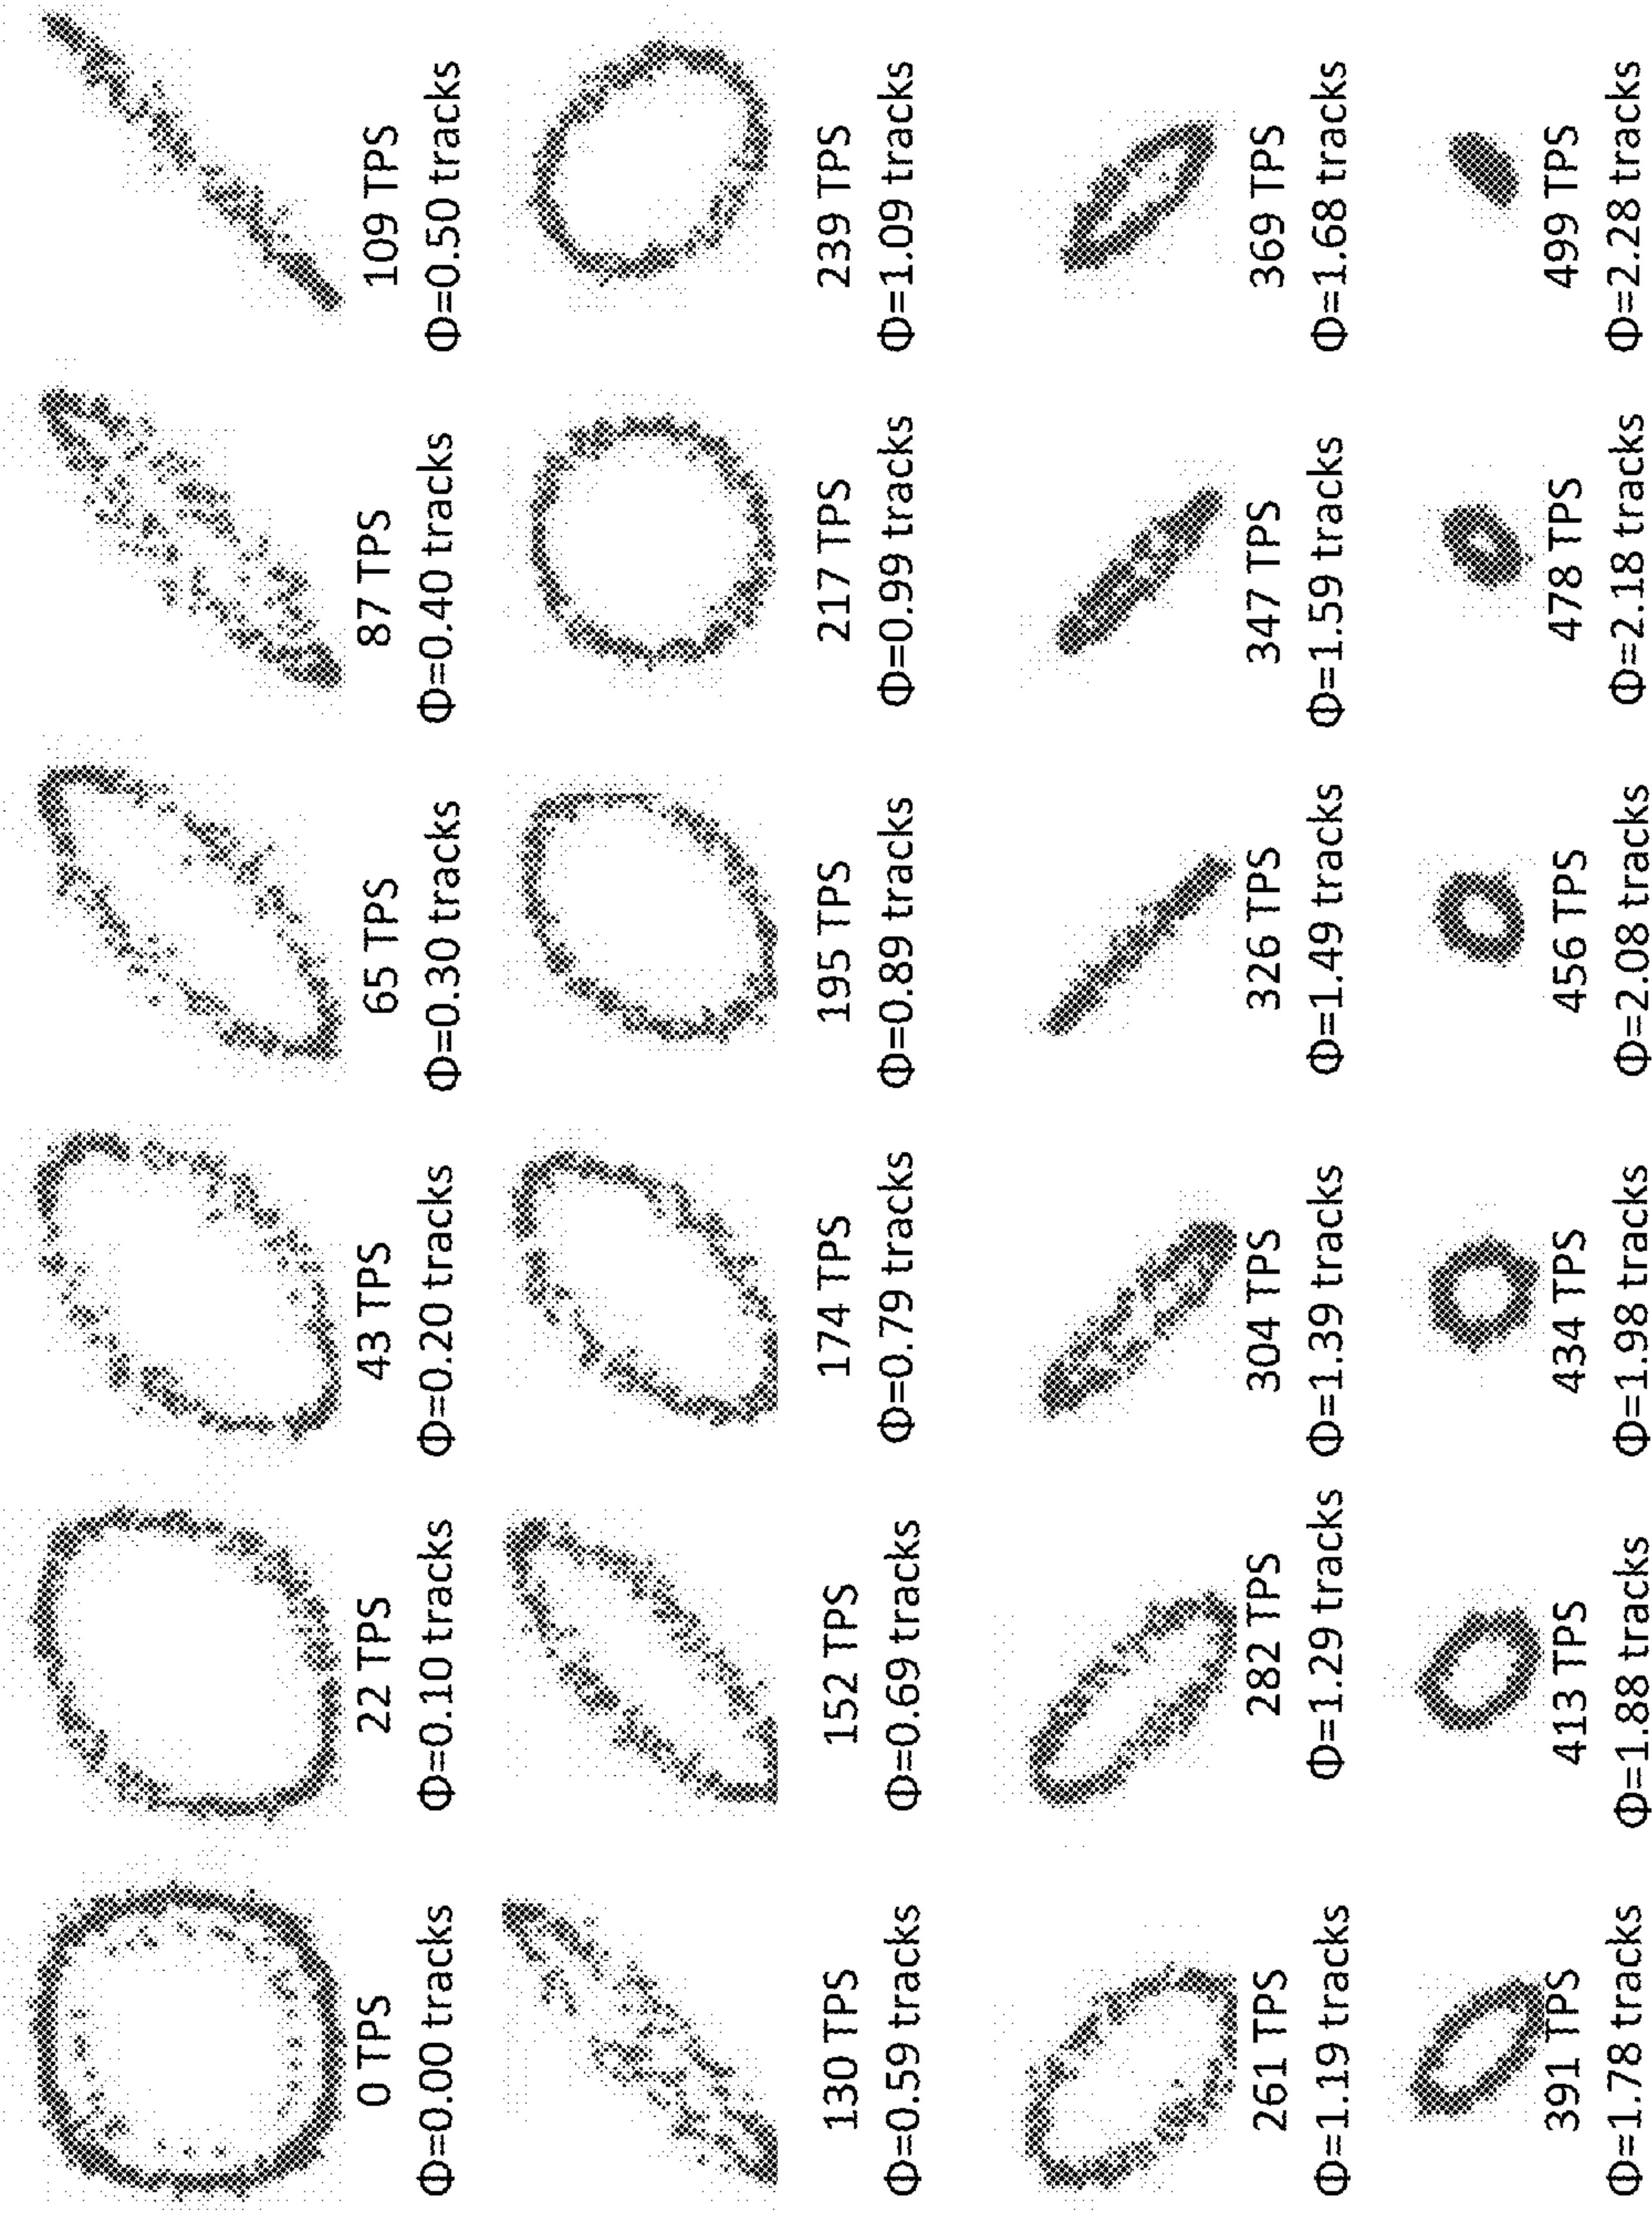 0 TPS
Φ=0.00 tracks
22 TPS
Φ=0.10 tracks
43 TPS
Φ=0.20 tracks
65 TPS
Φ=0.30 tracks
87 TPS
Φ=0.40 tracks
109 TPS
Φ=0.50 tracks
130 TPS
Φ=0.59 tracks
152 TPS
Φ=0.69 tracks
174 TPS
Φ=0.79 tracks
195 TPS
Φ=0.89 tracks
217 TPS
Φ=0.99 tracks
239 TPS
Φ=1.09 tracks
261 TPS
Φ=1.19 tracks
282 TPS
Φ=1.29 tracks
304 TPS
Φ=1.39 tracks
326 TPS
Φ=1.49 tracks
347 TPS
Φ=1.59 tracks
369 TPS
Φ=1.68 tracks
391 TPS
Φ=1.78 tracks
413 TPS
Φ=1.88 tracks
434 TPS
Φ=1.98 tracks
456 TPS
Φ=2.08 tracks
478 TPS
Φ=2.18 tracks
499 TPS
Φ=2.28 tracks